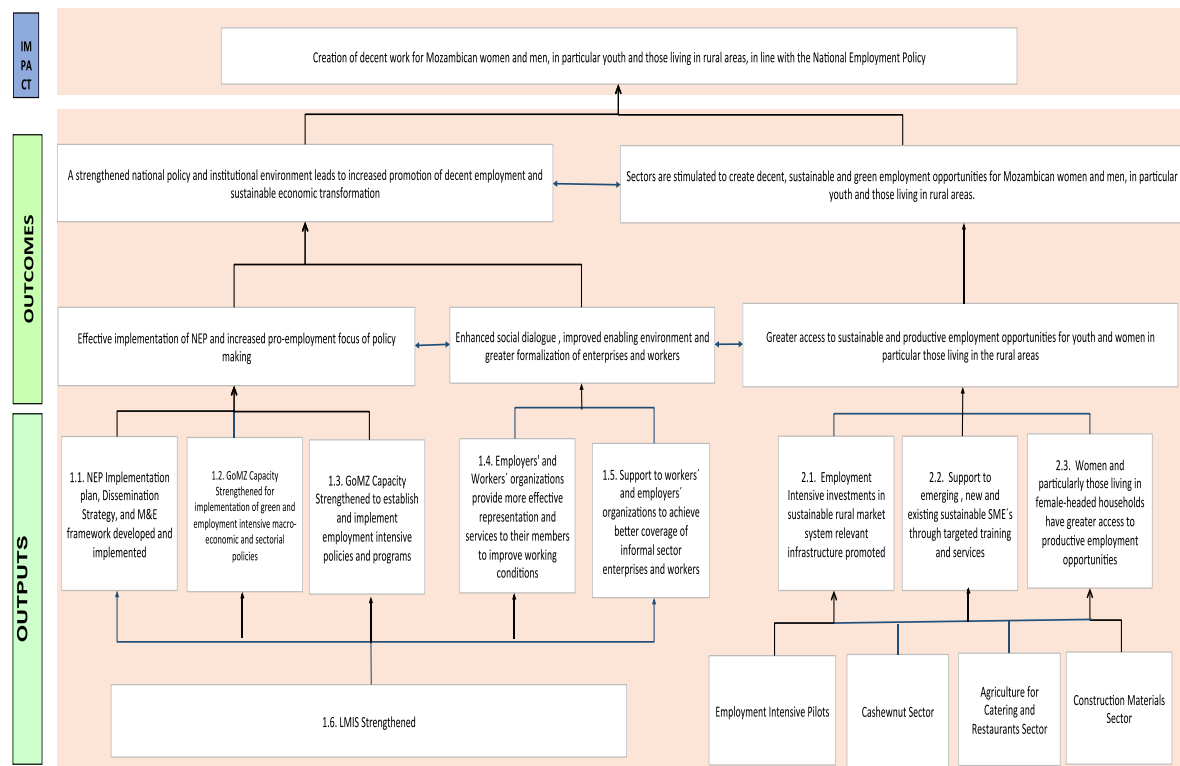 IM
PA
CT
Creation of decent work for Mozambican women and men, in particular youth and those living in rural areas, in line with the National Employment Policy
OUTCOMES
A strengthened national policy and institutional environment leads to increased promotion of decent employment and
sustainable economic transformation
Sectors are stimulated to create decent, sustainable and green employment opportunities for Mozambican women and men, in particular
youth and those living in rural areas.
Effective implementation of NEP and increased pro-employment focus of policy
making
Enhanced social dialogue , improved enabling environment and
greater formalization of enterprises and workers
Greater access to sustainable and productive employment opportunities for youth and women in
particular those living in the rural areas
OUTPUTS
1.1. NEP Implementation
plan, Dissemination
Strategy, and M&E
framework developed and
implemented
1.2. GoMZ Capacity
Strengthened for
implementation of green and
employment intensive macro-
economic and sectorial
policies
1.3. GoMZ Capacity
Strengthened to establish
and implement
employment intensive
policies and programs
1.4. Employers' and
Workers´ organizations
provide more effective
representation and
services to their members
to improve working
conditions
1.5. Support to workers´
and employers´
organizations to achieve
better coverage of
informal sector
enterprises and workers
2.1. Employment
Intensive investments in
sustainable rural market
system relevant
infrastructure promoted
2.2. Support to
emerging , new and
existing sustainable SME´s
through targeted training
and services
2.3. Women and
particularly those living in
female-headed households
have greater access to
productive employment
opportunities
1.6. LMIS Strengthened
Employment Intensive Pilots
Cashewnut Sector
Agriculture for
Catering and
Restaurants Sector
Construction Materials
Sector